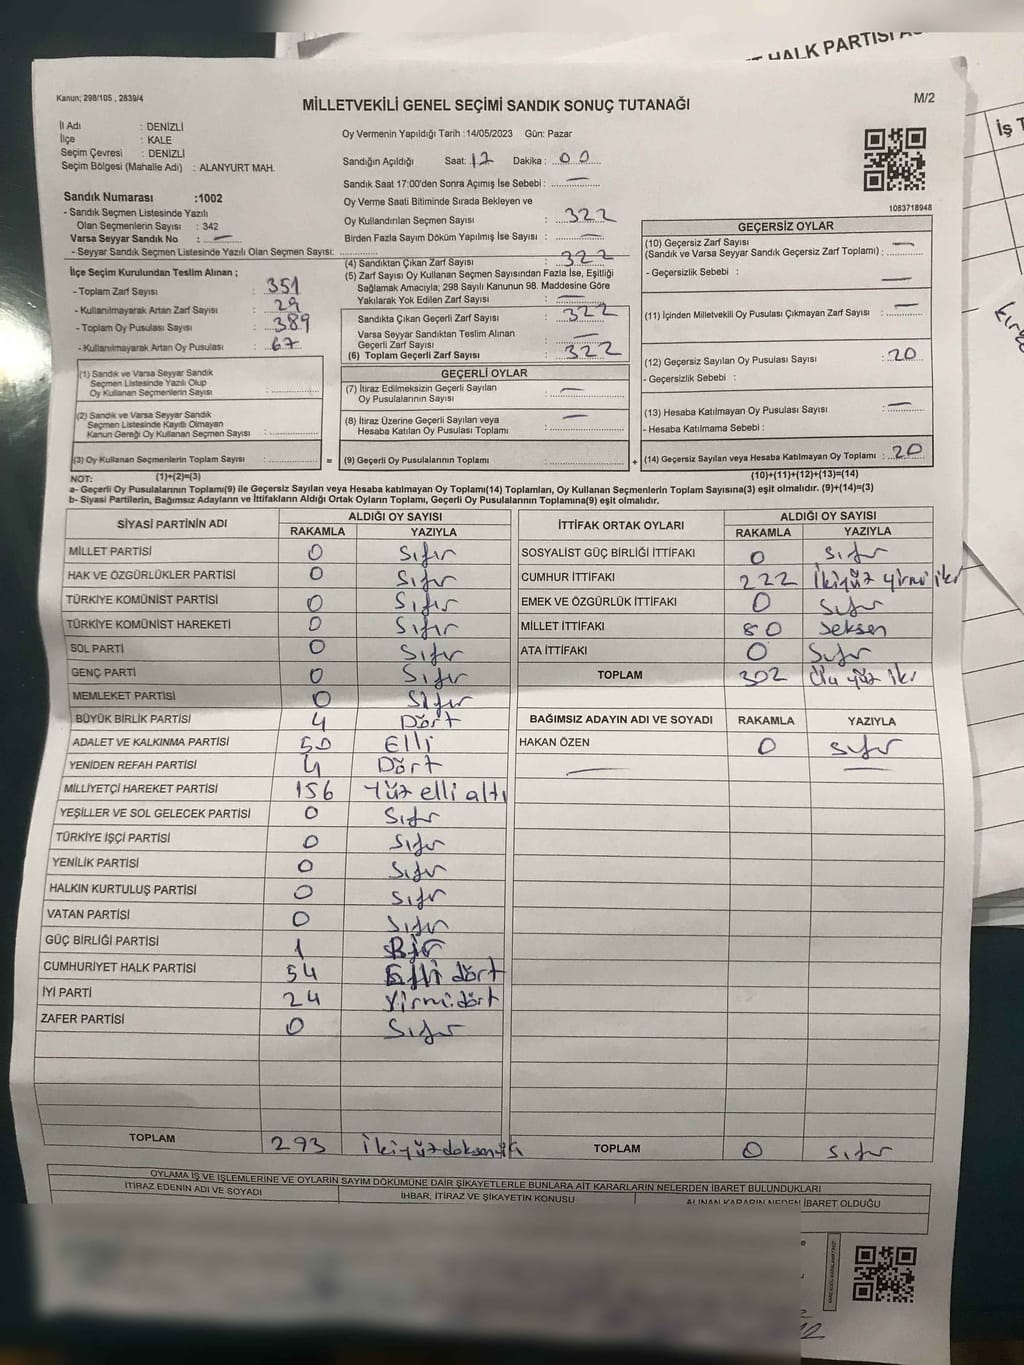 T HALK PARTİSİ
İş T
Kanun; 298/105 , 2839/4
MİLLETVEKİLİ GENEL SEÇİMİ SANDIK SONUÇ TUTANAĞI
M/2
İl Adı : DENİZLİ
İlçe : KALE
Seçim Çevresi : DENİZLİ
Seçim Bölgesi (Mahalle Adı) : ALANYURT MAH.
Sandık Numarası :1002
- Sandık Seçmen Listesinde Yazılı
Olan Seçmenlerin Sayısı : 342
Varsa Seyyar Sandık No : —
- Seyyar Sandık Seçmen Listesinde Yazılı Olan Seçmen Sayısı:
İlçe Seçim Kurulundan Teslim Alınan ;
- Toplam Zarf Sayısı : 351
- Kullanılmayarak Artan Zarf Sayısı : 29
- Toplam Oy Pusulası Sayısı : 389
- Kullanılmayarak Artan Oy Pusulası : 67
(1) Sandık ve Varsa Seyyar Sandık
Seçmen Listesinde Yazılı Olup
Oy Kullanan Seçmenlerin Sayısı :
(2) Sandık ve Varsa Seyyar Sandık
Seçmen Listesinde Kayıtlı Olmayan
Kanun Gereği Oy Kullanan Seçmen Sayısı :
(3) Oy Kullanan Seçmenlerin Toplam Sayısı :
Oy Vermenin Yapıldığı Tarih :14/05/2023 Gün: Pazar
Sandığın Açıldığı Saat: 12 Dakika : 00
Sandık Saat 17:00'den Sonra Açımış İse Sebebi : —
Oy Verme Saati Bitiminde Sırada Bekleyen ve
Oy Kullandırılan Seçmen Sayısı : 322
Birden Fazla Sayım Döküm Yapılmış İse Sayısı : —
(4) Sandıktan Çıkan Zarf Sayısı : 322
(5) Zarf Sayısı Oy Kullanan Seçmen Sayısından Fazla İse, Eşitliği
Sağlamak Amacıyla; 298 Sayılı Kanunun 98. Maddesine Göre
Yakılarak Yok Edilen Zarf Sayısı : —
Sandıkta Çıkan Geçerli Zarf Sayısı : 322
Varsa Seyyar Sandıktan Teslim Alınan
Geçerli Zarf Sayısı : —
(6) Toplam Geçerli Zarf Sayısı : 322
GEÇERLİ OYLAR
(7) İtiraz Edilmeksizin Geçerli Sayılan
Oy Pusulalarının Sayısı : —
(8) İtiraz Üzerine Geçerli Sayılan veya
Hesaba Katılan Oy Pusulası Toplamı : —
= (9) Geçerli Oy Pusulalarının Toplamı :
1083718948
GEÇERSİZ OYLAR
(10) Geçersiz Zarf Sayısı
(Sandık ve Varsa Seyyar Sandık Geçersiz Zarf Toplamı) : —
- Geçersizlik Sebebi : —
(11) İçinden Milletvekili Oy Pusulası Çıkmayan Zarf Sayısı : —
(12) Geçersiz Sayılan Oy Pusulası Sayısı : 20
- Geçersizlik Sebebi :
(13) Hesaba Katılmayan Oy Pusulası Sayısı : —
- Hesaba Katılmama Sebebi :
+ (14) Geçersiz Sayılan veya Hesaba Katılmayan Oy Toplamı : 20
NOT: (1)+(2)=(3) (10)+(11)+(12)+(13)=(14)
a- Geçerli Oy Pusulalarının Toplamı(9) ile Geçersiz Sayılan veya Hesaba katılmayan Oy Toplamı(14) Toplamları, Oy Kullanan Seçmenlerin Toplam Sayısına(3) eşit olmalıdır. (9)+(14)=(3)
b- Siyasi Partilerin, Bağımsız Adayların ve İttifakların Aldığı Ortak Oyların Toplamı, Geçerli Oy Pusulalarının Toplamına(9) eşit olmalıdır.
SİYASİ PARTİNİN ADI ALDIĞI OY SAYISI
RAKAMLA YAZIYLA
MİLLET PARTİSİ 0 Sıfır
HAK VE ÖZGÜRLÜKLER PARTİSİ 0 Sıfır
TÜRKİYE KOMÜNİST PARTİSİ 0 Sıfır
TÜRKİYE KOMÜNİST HAREKETİ 0 Sıfır
SOL PARTİ 0 Sıfır
GENÇ PARTİ 0 Sıfır
MEMLEKET PARTİSİ 0 Sıfır
BÜYÜK BİRLİK PARTİSİ 4 Dört
ADALET VE KALKINMA PARTİSİ 50 Elli
YENİDEN REFAH PARTİSİ 4 Dört
MİLLİYETÇİ HAREKET PARTİSİ 156 Yüz elli altı
YEŞİLLER VE SOL GELECEK PARTİSİ 0 Sıfır
TÜRKİYE İŞÇİ PARTİSİ 0 Sıfır
YENİLİK PARTİSİ 0 Sıfır
HALKIN KURTULUŞ PARTİSİ 0 Sıfır
VATAN PARTİSİ 0 Sıfır
GÜÇ BİRLİĞİ PARTİSİ 1 Bir
CUMHURİYET HALK PARTİSİ 54 Elli dört
İYİ PARTİ 24 Yirmi dört
ZAFER PARTİSİ 0 Sıfır
TOPLAM 293
İTTİFAK ORTAK OYLARI ALDIĞI OY SAYISI
RAKAMLA YAZIYLA
SOSYALİST GÜÇ BİRLİĞİ İTTİFAKI 0 Sıfır
CUMHUR İTTİFAKI 222 İkiyüz yirmi iki
EMEK VE ÖZGÜRLÜK İTTİFAKI 0 Sıfır
MİLLET İTTİFAKI 80 Seksen
ATA İTTİFAKI 0 Sıfır
TOPLAM 302 Üç yüz iki
BAĞIMSIZ ADAYIN ADI VE SOYADI RAKAMLA YAZIYLA
HAKAN ÖZEN 0 Sıfır
TOPLAM 0 Sıfır
OYLAMA İŞ VE İŞLEMLERİNE VE OYLARIN SAYIM DÖKÜMÜNE DAİR ŞİKAYETLERLE BUNLARA AİT KARARLARIN NELERDEN İBARET BULUNDUKLARI
İTİRAZ EDENİN ADI VE SOYADI İHBAR, İTİRAZ VE ŞİKAYETİN KONUSU ALINAN KARARIN NEDEN İBARET OLDUĞU